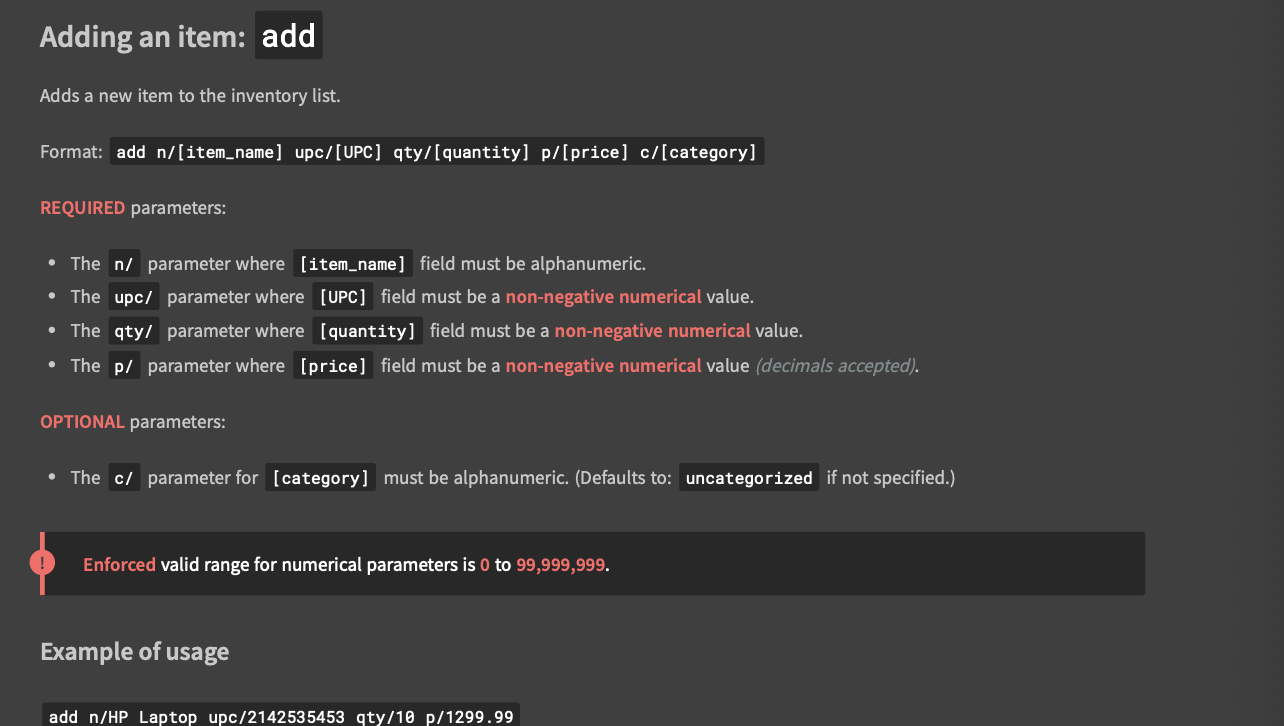 Adding an item: add
Adds a new item to the inventory list.
Format: add n/[item_name] upc/[UPC] qty/[quantity] p/[price] c/[category]
REQUIRED parameters:
• The n/ parameter where [item_name] field must be alphanumeric.
• The upc/ parameter where [UPC] field must be a non-negative numerical value.
• The qty/ parameter where [quantity] field must be a non-negative numerical value.
• The p/ parameter where [price] field must be a non-negative numerical value (decimals accepted).
OPTIONAL parameters:
• The c/ parameter for [category] must be alphanumeric. (Defaults to: uncategorized if not specified.)
! Enforced valid range for numerical parameters is 0 to 99,999,999.
Example of usage
add n/HP Laptop upc/2142535453 qty/10 p/1299.99